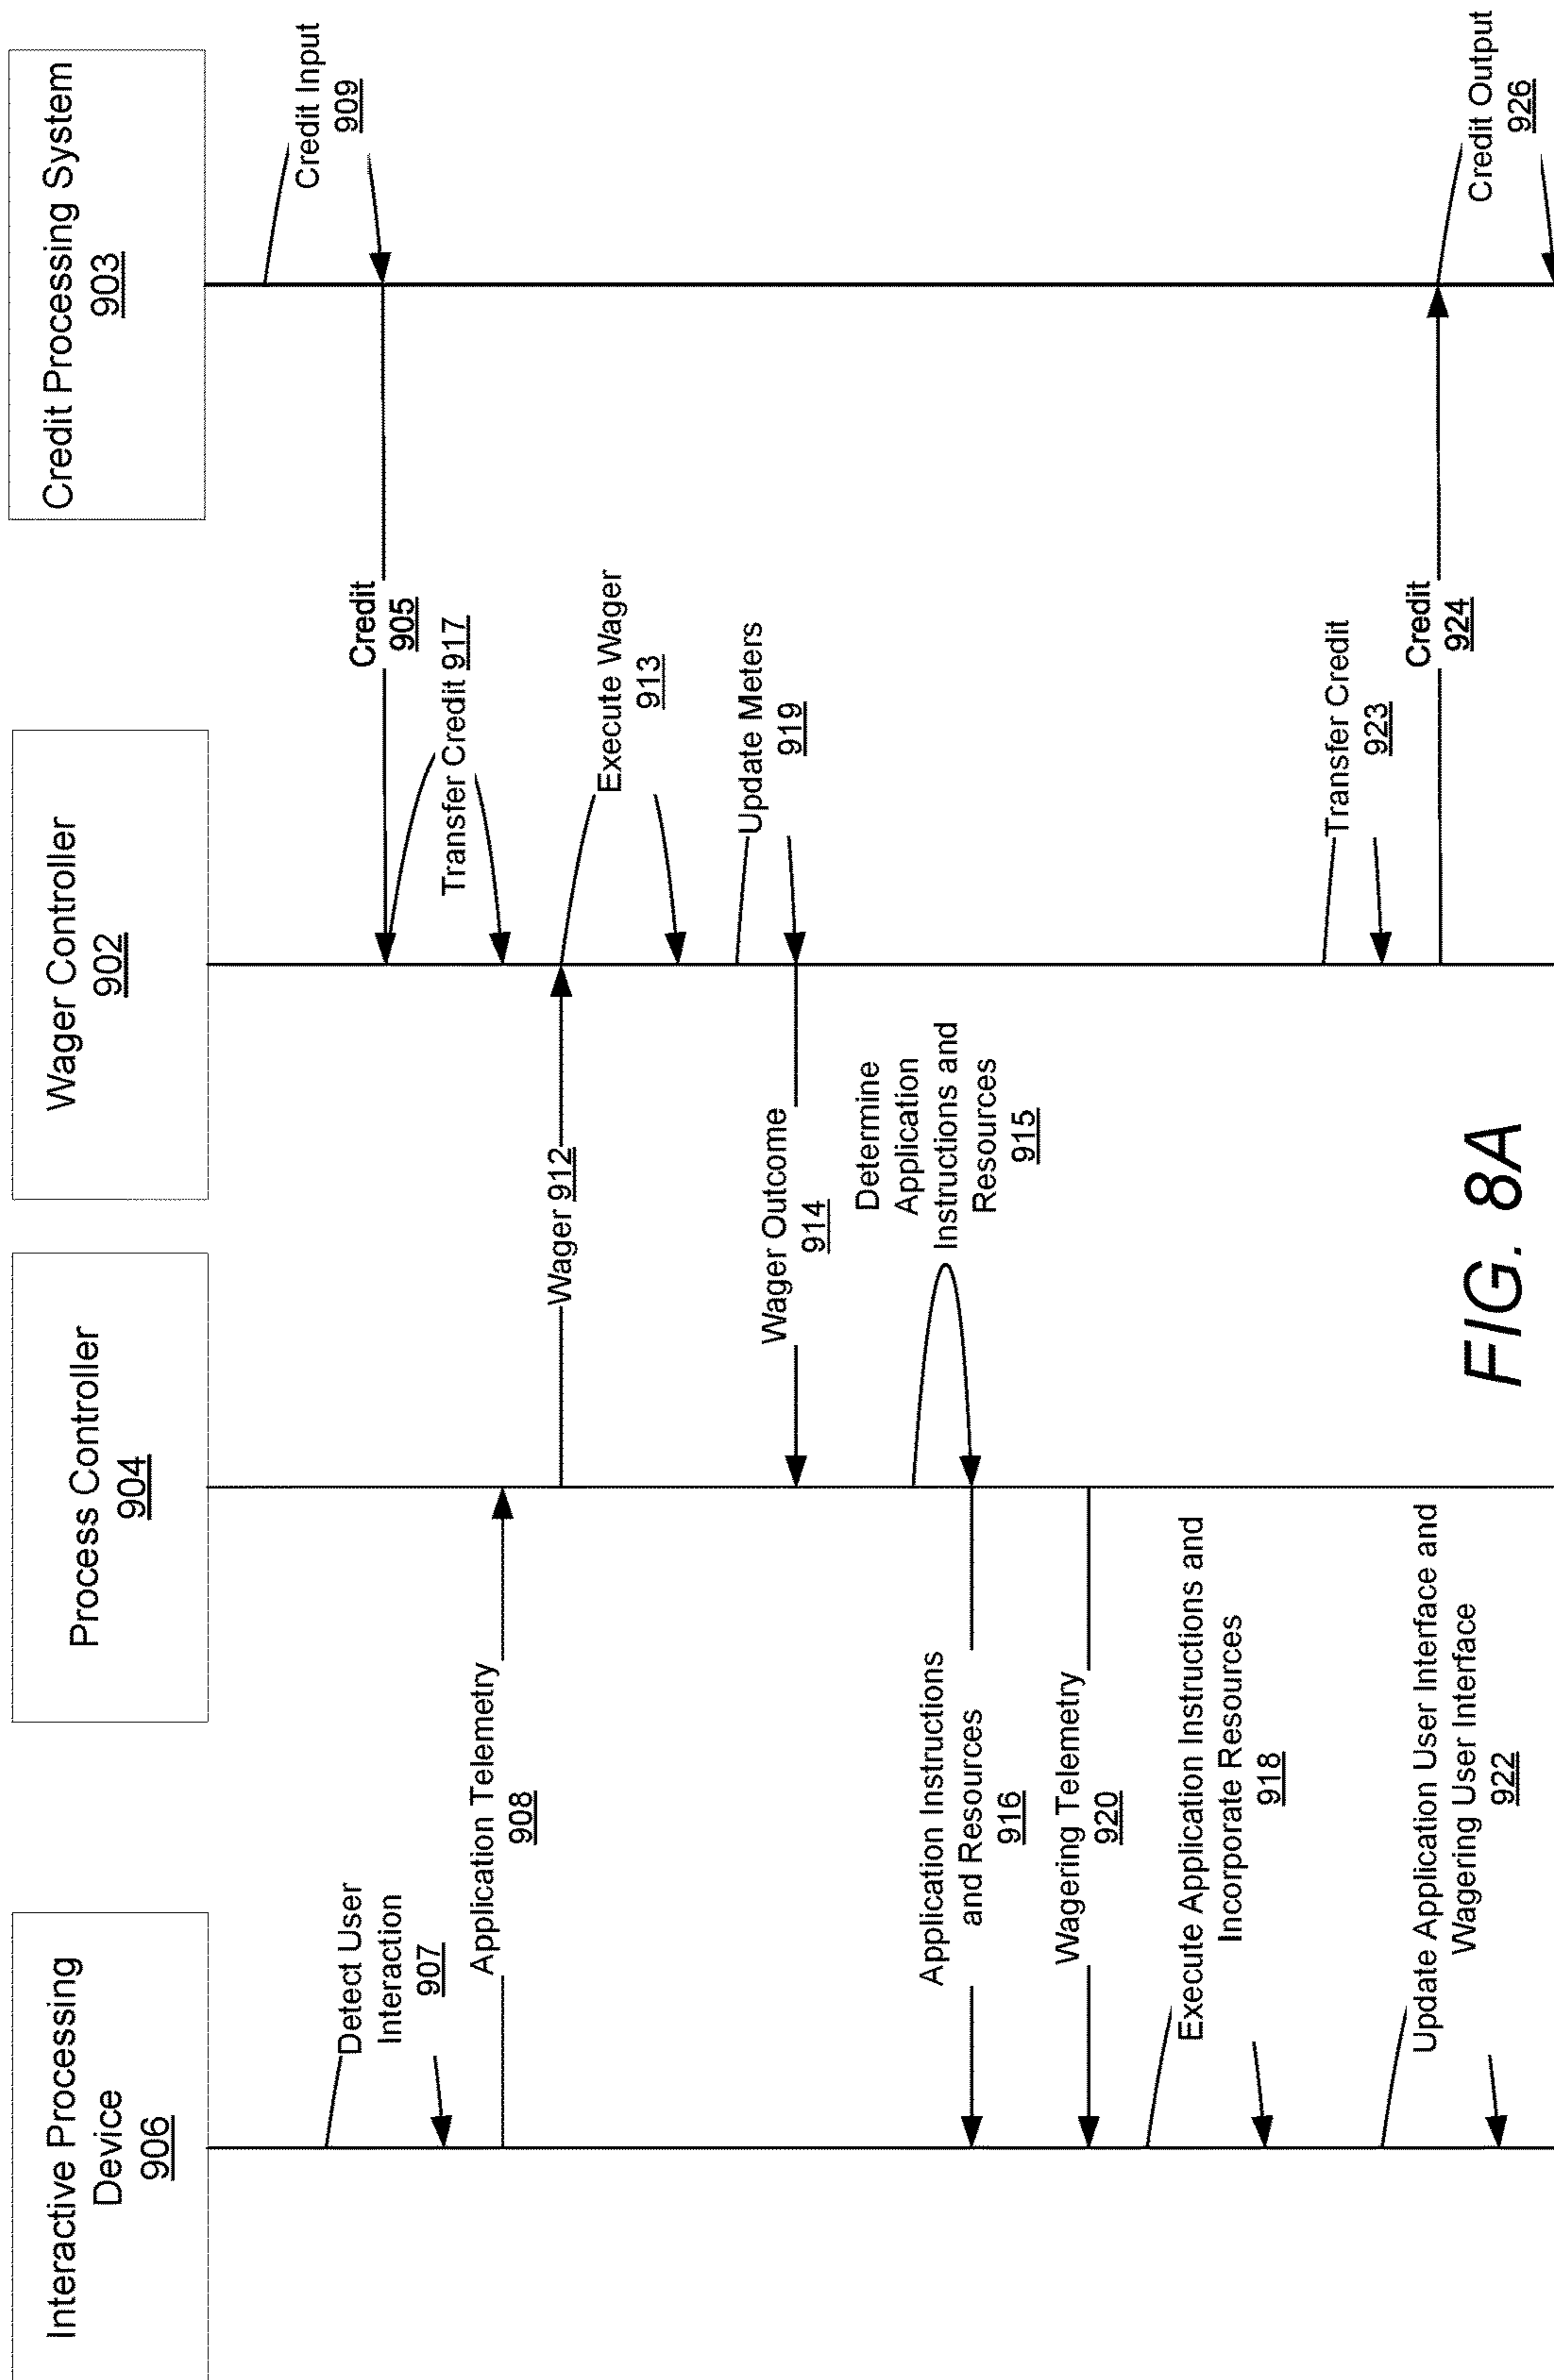 Interactive Processing
Device
906
Process Controller
904
Wager Controller
902
Credit Processing System
903
Credit Input
909
Detect User
Interaction
907
Credit
905
Transfer Credit 917
Application Telemetry
908
Wager 912
Execute Wager
913
Update Meters
919
Wager Outcome
914
Determine
Application
Instructions and
Resources
915
Application Instructions
and Resources
916
Wagering Telemetry
920
Execute Application Instructions and
Incorporate Resources
918
Transfer Credit
923
Update Application User Interface and
Wagering User Interface
922
Credit
924
Credit Output
926
FIG. 8A